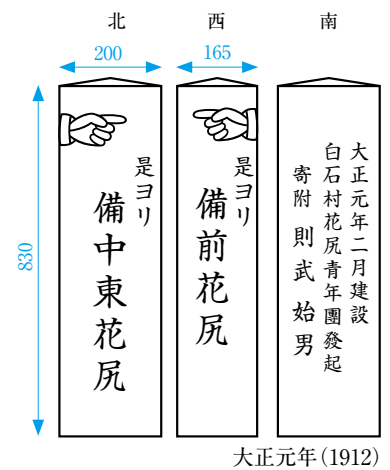 北
西
南
200
165
830
是ヨリ
備中東花尻
是ヨリ
備前花尻
大正元年二月建設
白石村花尻青年團發起
寄附 則武始男
大正元年(1912)